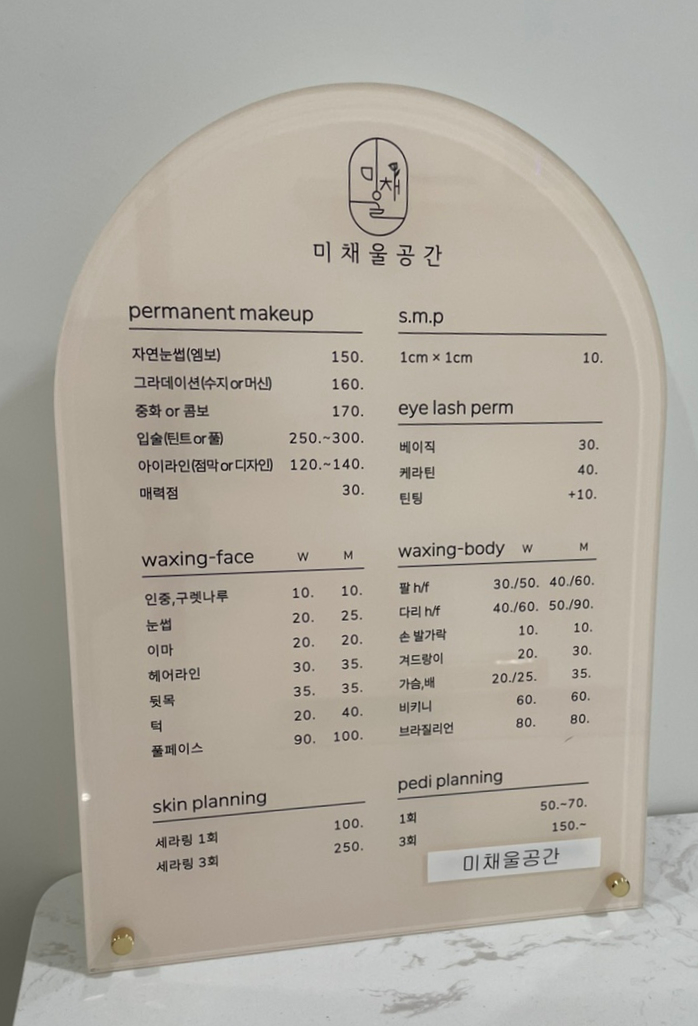 미채울
미채울공간
permanent makeup
자연눈썹(엠보) 150.
그라데이션(수지or머신) 160.
중화 or 콤보 170.
입술(틴트or풀) 250.~300.
아이라인(점막or디자인) 120.~140.
매력점 30.
s.m.p
1cm × 1cm 10.
eye lash perm
베이직 30.
케라틴 40.
틴팅 +10.
waxing-face W M
인중,구렛나루 10. 10.
눈썹 20. 25.
이마 20. 20.
헤어라인 30. 35.
뒷목 35. 35.
턱 20. 40.
풀페이스 90. 100.
waxing-body W M
팔 h/f 30./50. 40./60.
다리 h/f 40./60. 50./90.
손 발가락 10. 10.
겨드랑이 20. 30.
가슴,배 20./25. 35.
비키니 60. 60.
브라질리언 80. 80.
skin planning
세라링 1회 100.
세라링 3회 250.
pedi planning
1회 50.~70.
3회 150.~
미채울공간